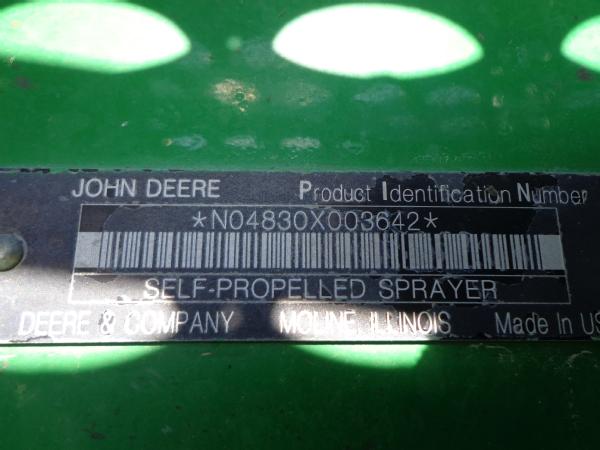 JOHN DEERE Product Identification Number
*N04830X003642*
SELF-PROPELLED SPRAYER
DEERE & COMPANY MOLINE, ILLINOIS Made in US